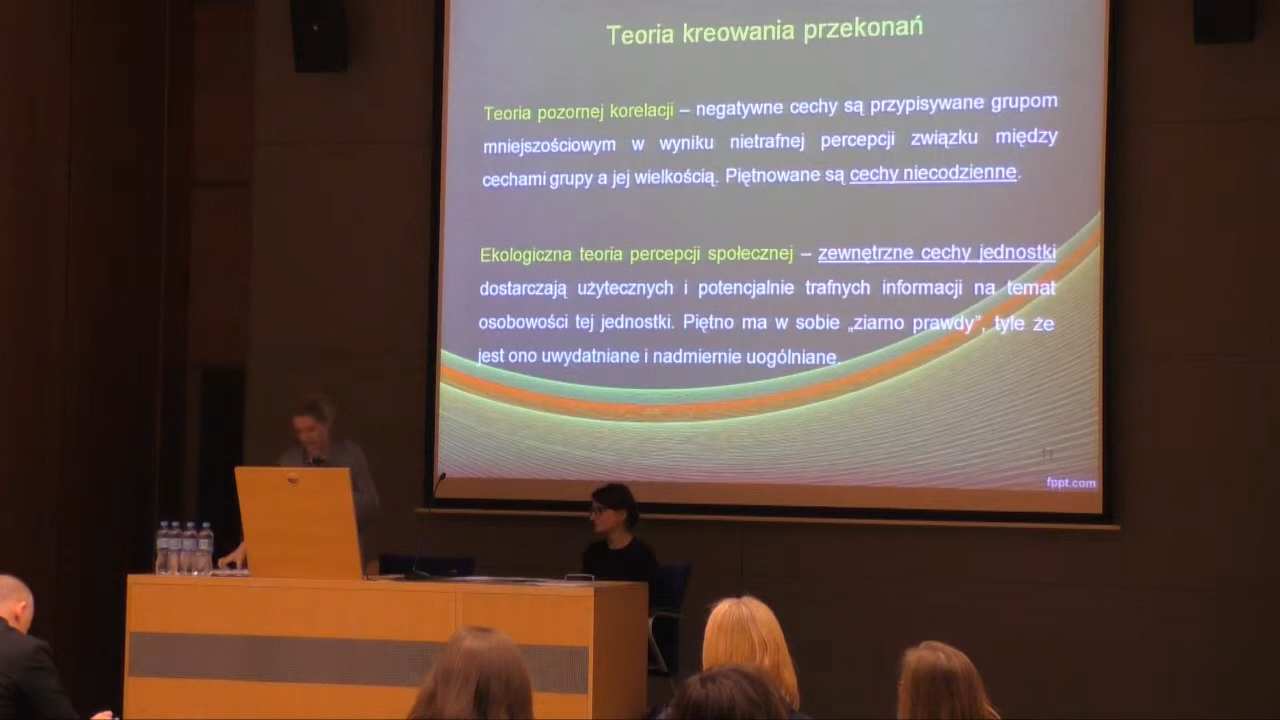 Teoria kreowania przekonań
Teoria pozornej korelacji – negatywne cechy są przypisywane grupom
mniejszościowym w wyniku nietrafnej percepcji związku między
cechami grupy a jej wielkością. Piętnowane są cechy niecodzienne.
Ekologiczna teoria percepcji społecznej – zewnętrzne cechy jednostki
dostarczają użytecznych i potencjalnie trafnych informacji na temat
osobowości tej jednostki. Piętno ma w sobie „ziarno prawdy”, tyle że
jest ono uwydatniane i nadmiernie uogólniane.
11
fppt.com